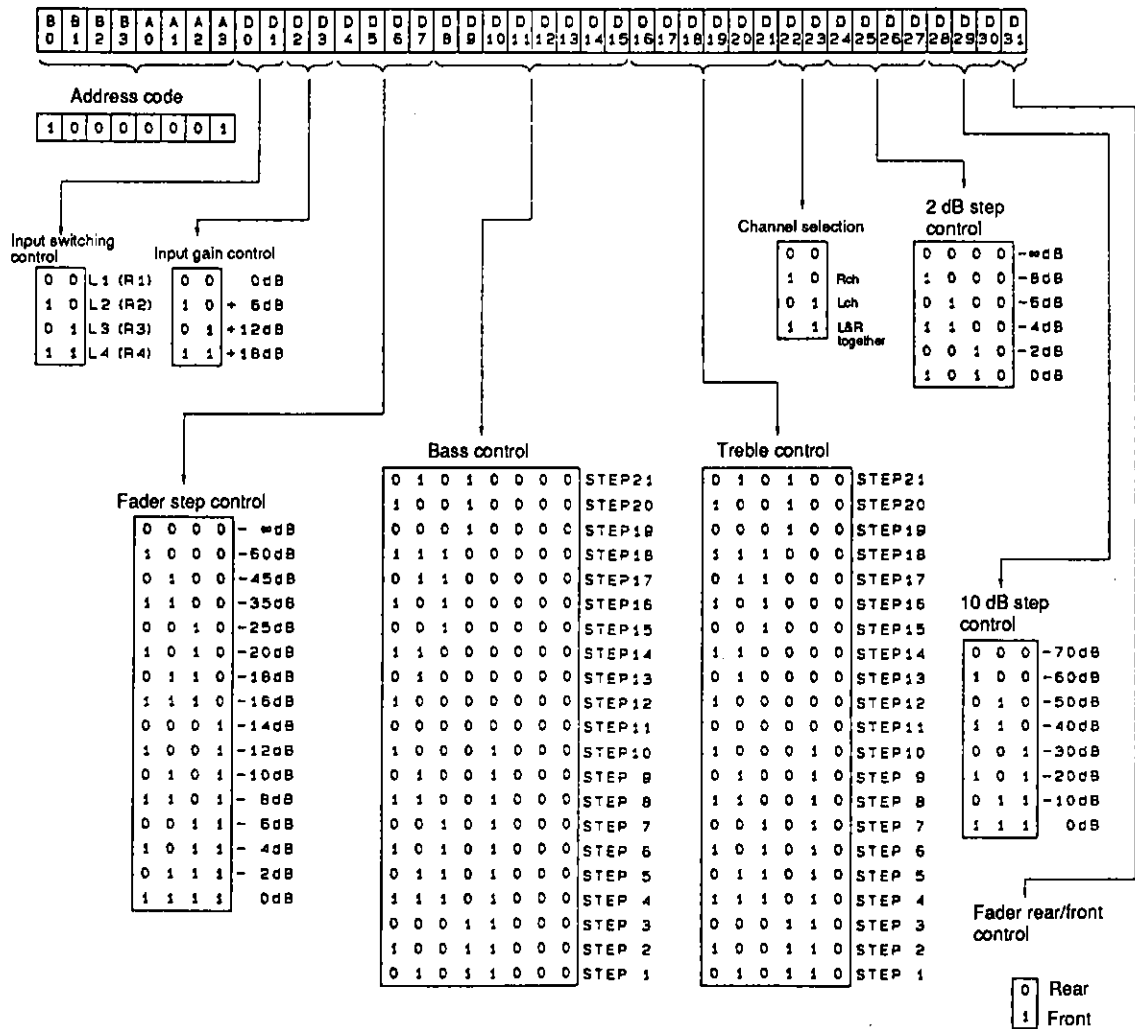 B0 B1 B2 B3 A0 A1 A2 A3 D0 D1 D2 D3 D4 D5 D6 D7 D8 D9 D10 D11 D12 D13 D14 D15 D16 D17 D18 D19 D20 D21 D22 D23 D24 D25 D26 D27 D28 D29 D30 D31
Address code
1 0 0 0 0 0 0 1
Input switching
control
0 0 L1 (R1)
1 0 L2 (R2)
0 1 L3 (R3)
1 1 L4 (R4)
Input gain control
0 0 0dB
1 0 + 6dB
0 1 +12dB
1 1 +18dB
Channel selection
0 0
1 0 Rch
0 1 Lch
1 1 L&R
together
2 dB step
control
0 0 0 0 -∞dB
1 0 0 0 -8dB
0 1 0 0 -6dB
1 1 0 0 -4dB
0 0 1 0 -2dB
1 0 1 0 0dB
Fader step control
0 0 0 0 - ∞dB
1 0 0 0 -60dB
0 1 0 0 -45dB
1 1 0 0 -35dB
0 0 1 0 -25dB
1 0 1 0 -20dB
0 1 1 0 -18dB
1 1 1 0 -16dB
0 0 0 1 -14dB
1 0 0 1 -12dB
0 1 0 1 -10dB
1 1 0 1 - 8dB
0 0 1 1 - 6dB
1 0 1 1 - 4dB
0 1 1 1 - 2dB
1 1 1 1 0dB
Bass control
0 1 0 1 0 0 0 0 STEP21
1 0 0 1 0 0 0 0 STEP20
0 0 0 1 0 0 0 0 STEP19
1 1 1 0 0 0 0 0 STEP18
0 1 1 0 0 0 0 0 STEP17
1 0 1 0 0 0 0 0 STEP16
0 0 1 0 0 0 0 0 STEP15
1 1 0 0 0 0 0 0 STEP14
0 1 0 0 0 0 0 0 STEP13
1 0 0 0 0 0 0 0 STEP12
0 0 0 0 0 0 0 0 STEP11
1 0 0 0 1 0 0 0 STEP10
0 1 0 0 1 0 0 0 STEP 9
1 1 0 0 1 0 0 0 STEP 8
0 0 1 0 1 0 0 0 STEP 7
1 0 1 0 1 0 0 0 STEP 6
0 1 1 0 1 0 0 0 STEP 5
1 1 1 0 1 0 0 0 STEP 4
0 0 0 1 1 0 0 0 STEP 3
1 0 0 1 1 0 0 0 STEP 2
0 1 0 1 1 0 0 0 STEP 1
Treble control
0 1 0 1 0 0 STEP21
1 0 0 1 0 0 STEP20
0 0 0 1 0 0 STEP19
1 1 1 0 0 0 STEP18
0 1 1 0 0 0 STEP17
1 0 1 0 0 0 STEP16
0 0 1 0 0 0 STEP15
1 1 0 0 0 0 STEP14
0 1 0 0 0 0 STEP13
1 0 0 0 0 0 STEP12
0 0 0 0 0 0 STEP11
1 0 0 0 1 0 STEP10
0 1 0 0 1 0 STEP 9
1 1 0 0 1 0 STEP 8
0 0 1 0 1 0 STEP 7
1 0 1 0 1 0 STEP 6
0 1 1 0 1 0 STEP 5
1 1 1 0 1 0 STEP 4
0 0 0 1 1 0 STEP 3
1 0 0 1 1 0 STEP 2
0 1 0 1 1 0 STEP 1
10 dB step
control
0 0 0 -70dB
1 0 0 -60dB
0 1 0 -50dB
1 1 0 -40dB
0 0 1 -30dB
1 0 1 -20dB
0 1 1 -10dB
1 1 1 0dB
Fader rear/front
control
0 Rear
1 Front